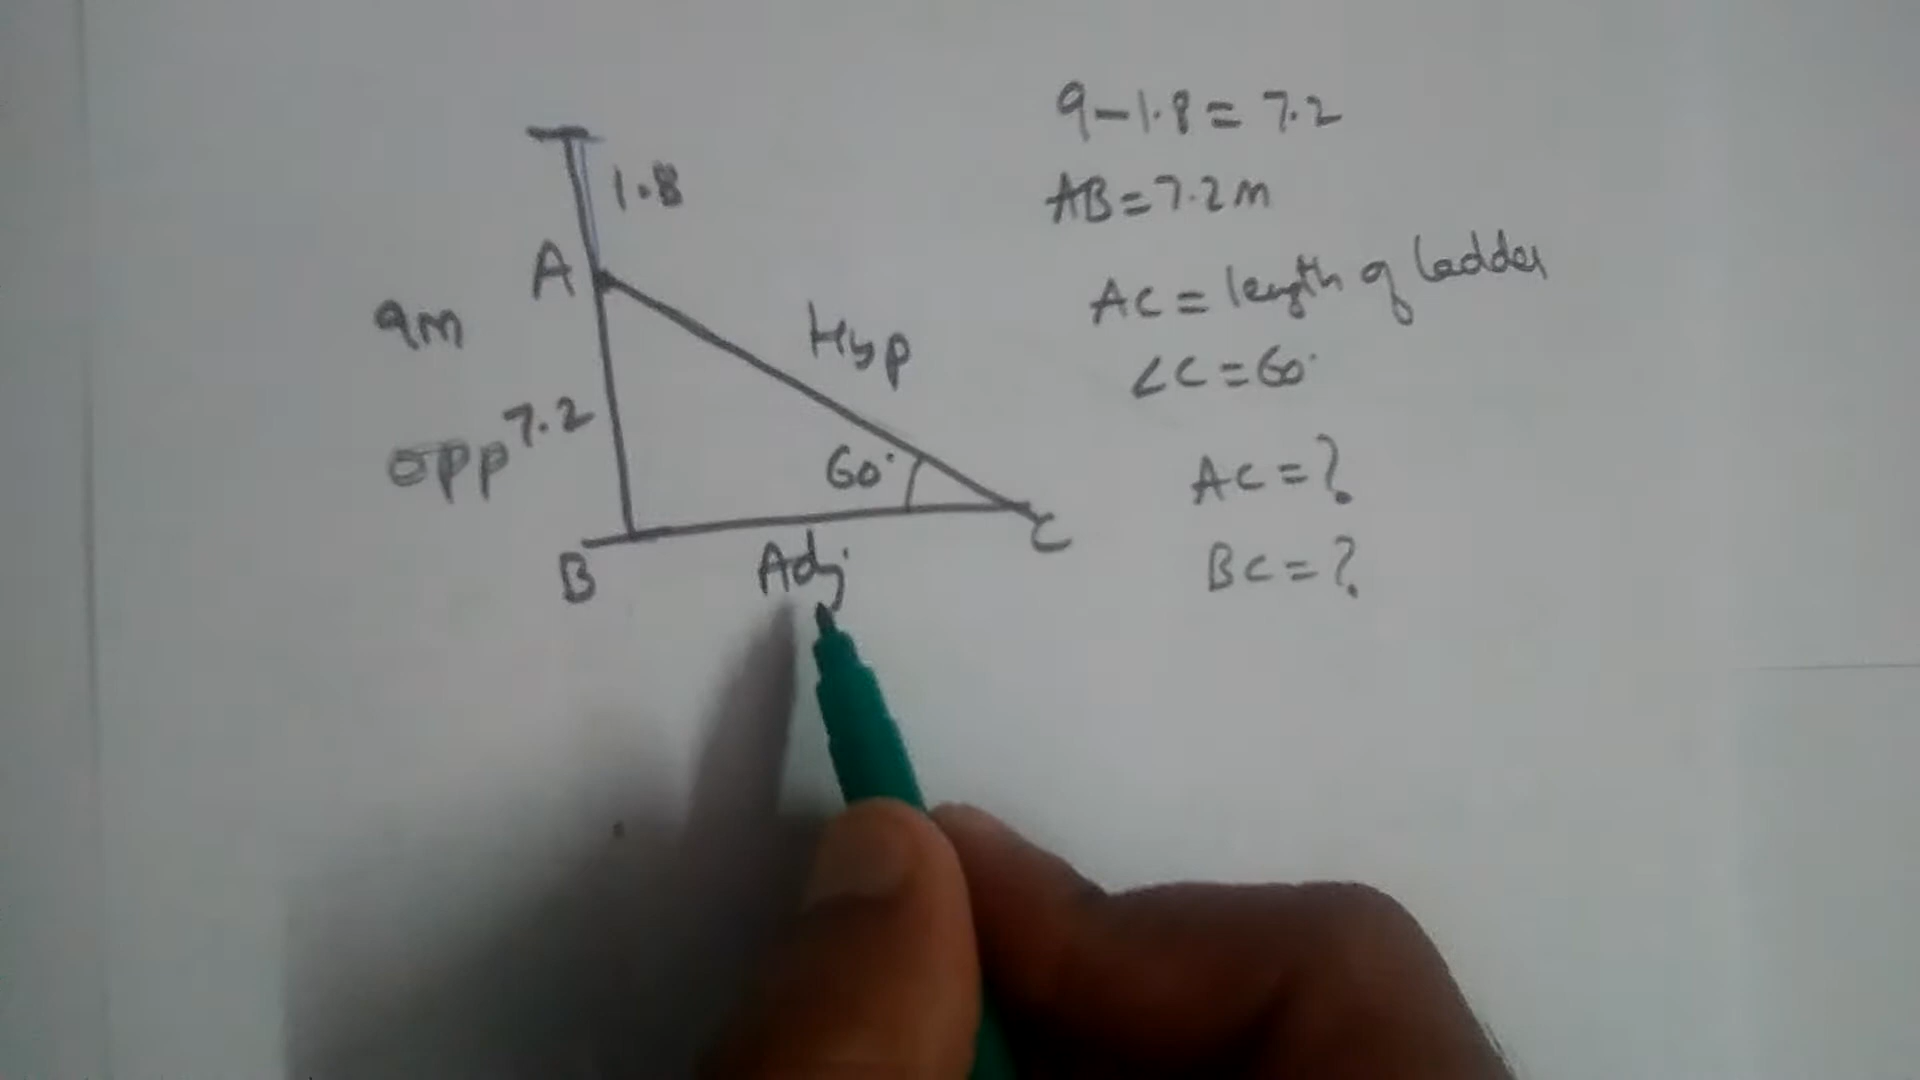 1.8
A
9m
Hyp
opp 7.2
60°
B
Adj
C
9-1.8=7.2
AB=7.2m
AC=length of ladder
∠C=60°
AC=?
BC=?